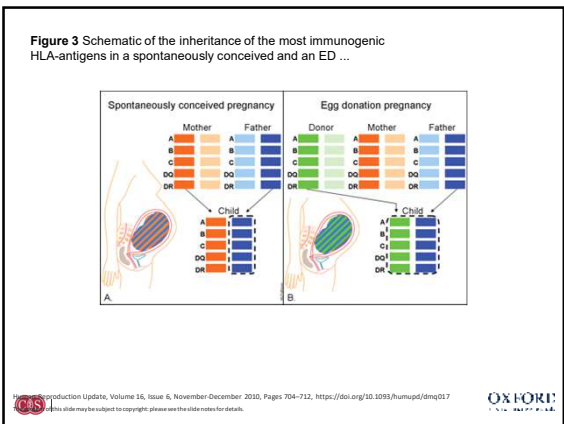 Figure 3 Schematic of the inheritance of the most immunogenic
HLA-antigens in a spontaneously conceived and an ED ...
Spontaneously conceived pregnancy
Mother Father
A A
B B
C C
DQ DQ
DR DR
Child
A
B
C
DQ
DR
A.
Egg donation pregnancy
Donor Mother Father
A A A
B B B
C C C
DQ DQ DQ
DR DR DR
Child
A
B
C
DQ
DR
B.
Reproduction Update, Volume 16, Issue 6, November-December 2010, Pages 704–712, https://doi.org/10.1093/humupd/dmq017
of this slide may be subject to copyright: please see the slide notes for details.
OXFORD